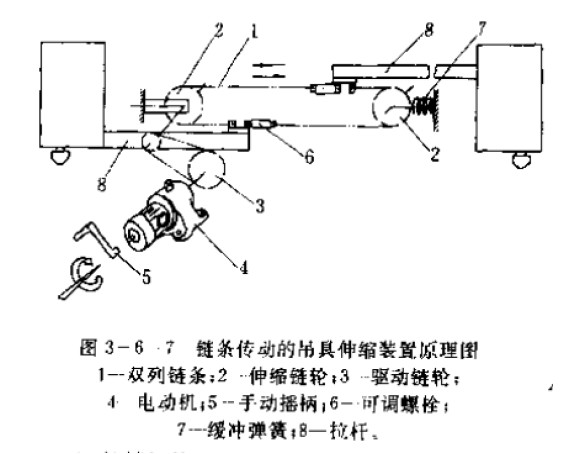 2
1
8
7
8
6
2
3
4
5
图 3-6-7 链条传动的吊具伸缩装置原理图
1—双列链条;2-伸缩链轮;3-驱动链轮;
4 电动机;5-手动摇柄;6-可调螺栓;
7—缓冲弹簧;8—拉杆。